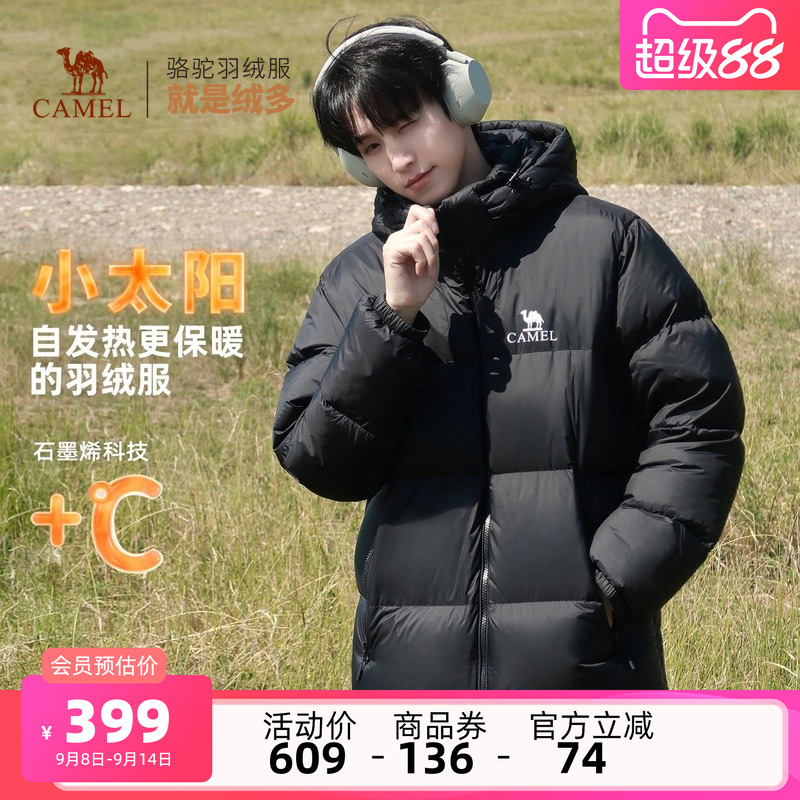 CAMEL
骆驼羽绒服
就是绒多
超级88
小太阳
自发热更保暖
的羽绒服
石墨烯科技
+℃
CAMEL
会员预估价
¥399
9月8日-9月14日
活动价 商品券 官方立减
609 - 136 - 74